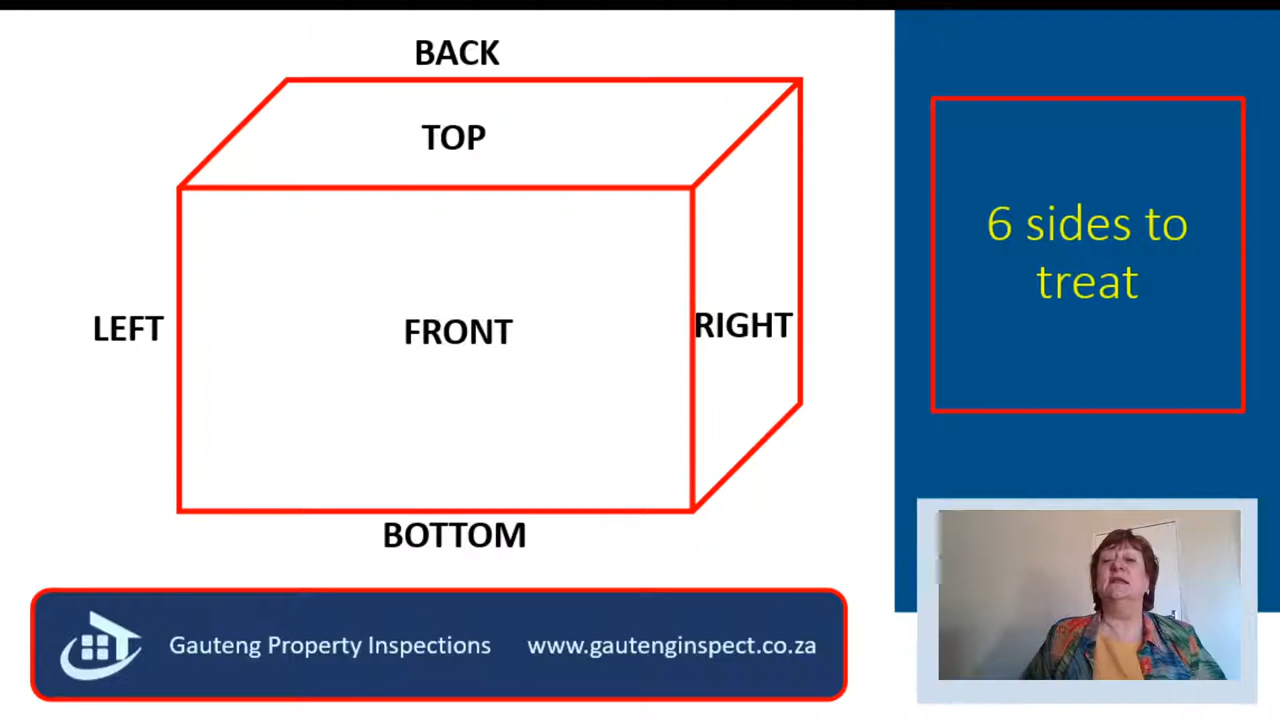 BACK
TOP
LEFT
FRONT
RIGHT
BOTTOM
6 sides to
treat
Gauteng Property Inspections www.gautenginspect.co.za